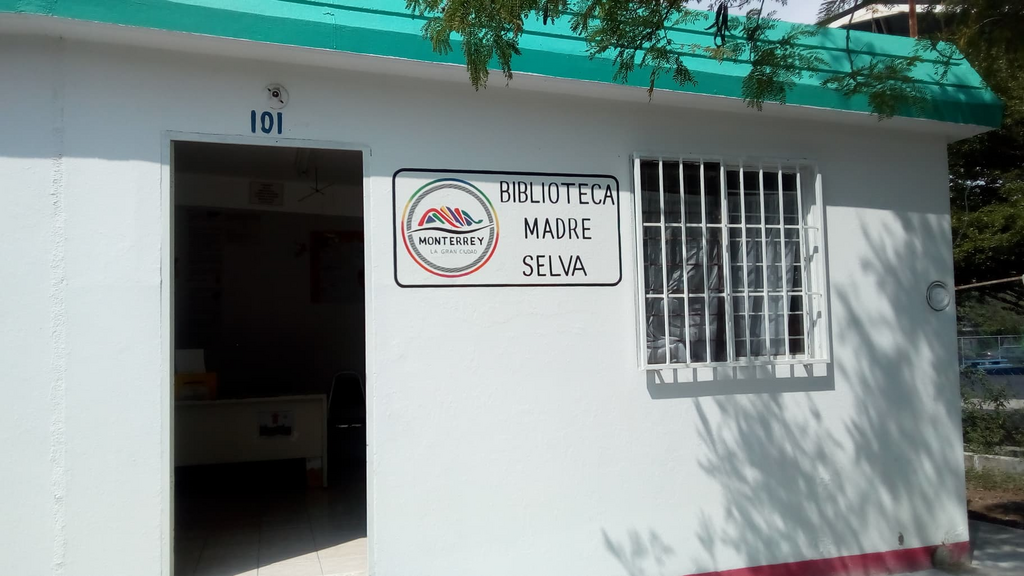 101
MONTERREY
LA GRAN CIUDAD
BIBLIOTECA
MADRE
SELVA